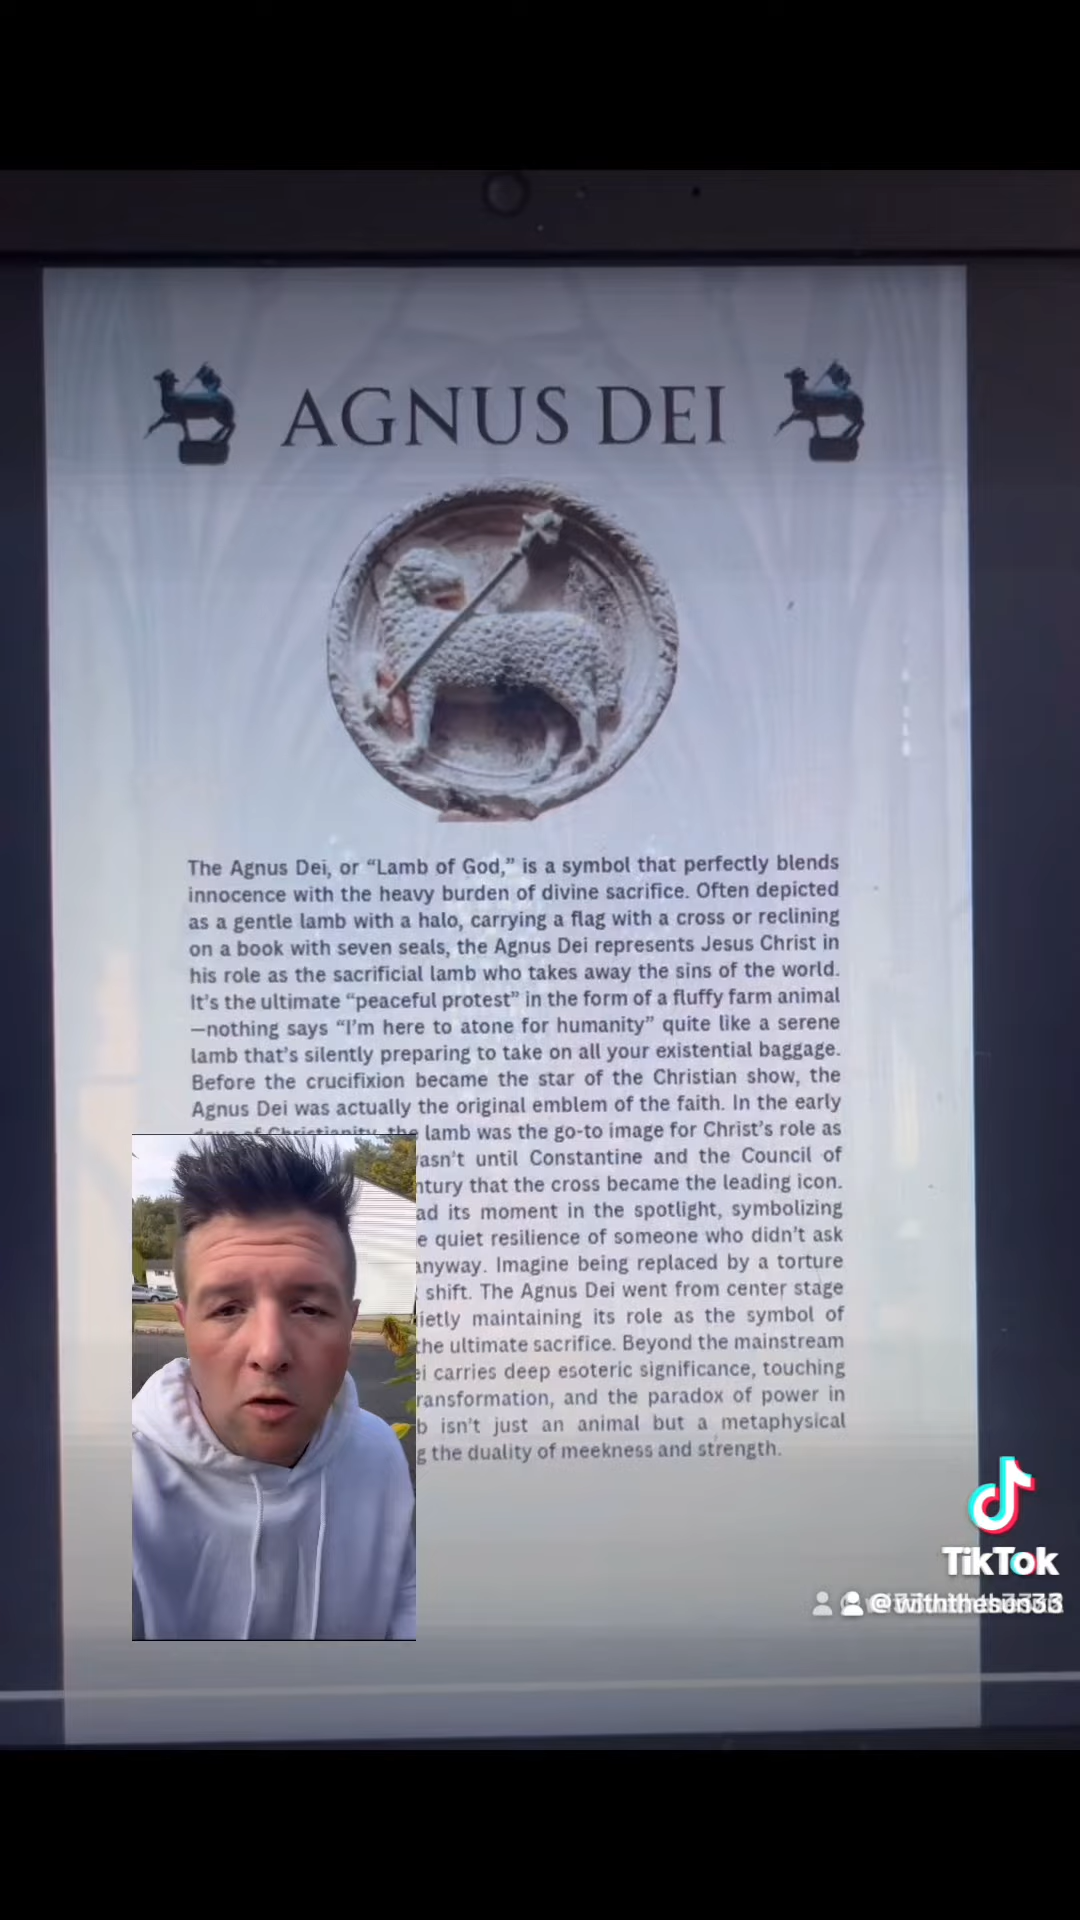 AGNUS DEI
The Agnus Dei, or “Lamb of God,” is a symbol that perfectly blends
innocence with the heavy burden of divine sacrifice. Often depicted
as a gentle lamb with a halo, carrying a flag with a cross or reclining
on a book with seven seals, the Agnus Dei represents Jesus Christ in
his role as the sacrificial lamb who takes away the sins of the world.
It’s the ultimate “peaceful protest” in the form of a fluffy farm animal
—nothing says “I’m here to atone for humanity” quite like a serene
lamb that’s silently preparing to take on all your existential baggage.
Before the crucifixion became the star of the Christian show, the
Agnus Dei was actually the original emblem of the faith. In the early
days of Christianity, the lamb was the go-to image for Christ’s role as
until Constantine and the Council of
that the cross became the leading icon.
its moment in the spotlight, symbolizing
quiet resilience of someone who didn’t ask
anyway. Imagine being replaced by a torture
shift. The Agnus Dei went from center stage
maintaining its role as the symbol of
the ultimate sacrifice. Beyond the mainstream
carries deep esoteric significance, touching
and the paradox of power in
isn’t just an animal but a metaphysical
the duality of meekness and strength.
TikTok
@withthesun33